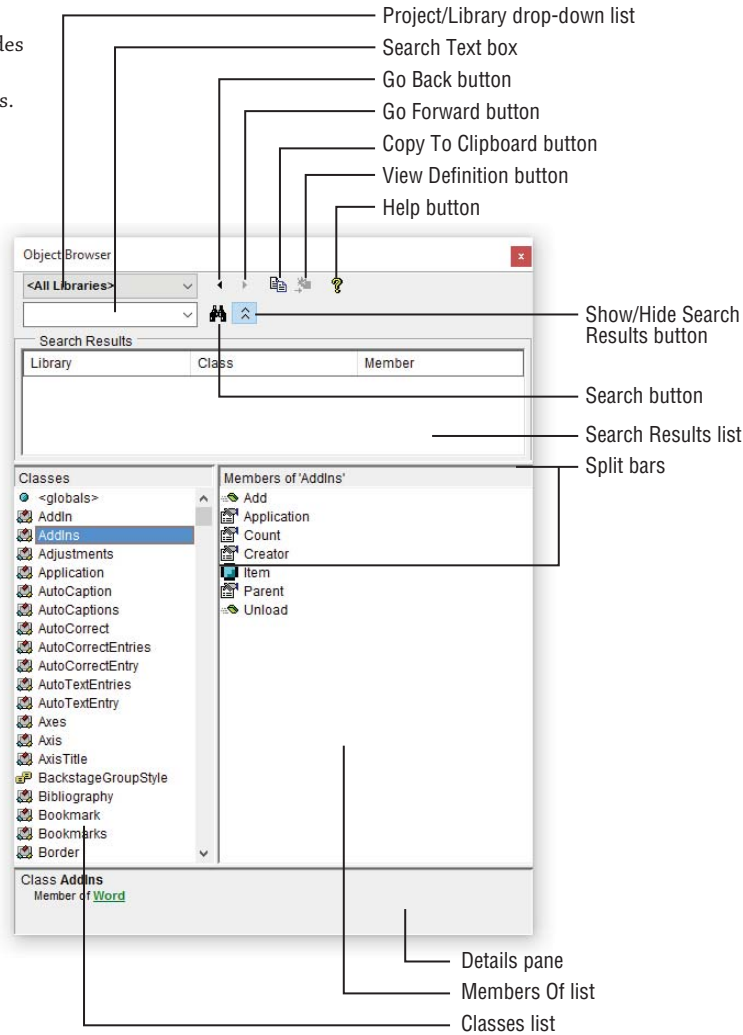 des
s.
Project/Library drop-down list
Search Text box
Go Back button
Go Forward button
Copy To Clipboard button
View Definition button
Help button
Object Browser
<All Libraries>
Show/Hide Search
Results button
Search Results
Library Class Member
Search button
Search Results list
Split bars
Classes
<globals>
AddIn
AddIns
Adjustments
Application
AutoCaption
AutoCaptions
AutoCorrect
AutoCorrectEntries
AutoCorrectEntry
AutoTextEntries
AutoTextEntry
Axes
Axis
AxisTitle
BackstageGroupStyle
Bibliography
Bookmark
Bookmarks
Border
Members of 'AddIns'
Add
Application
Count
Creator
Item
Parent
Unload
Class AddIns
Member of Word
Details pane
Members Of list
Classes list